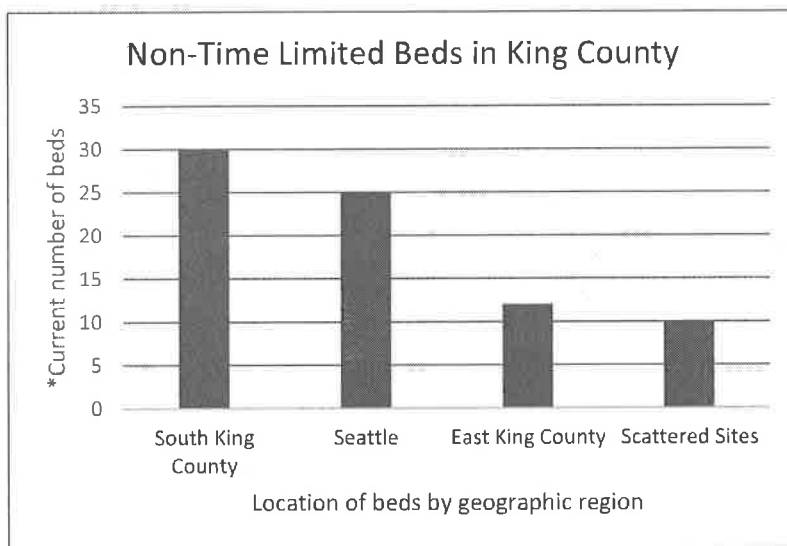 Non-Time Limited Beds in King County
*Current number of beds
35
30
25
20
15
10
5
0
South King
County
Seattle
East King County
Scattered Sites
Location of beds by geographic region